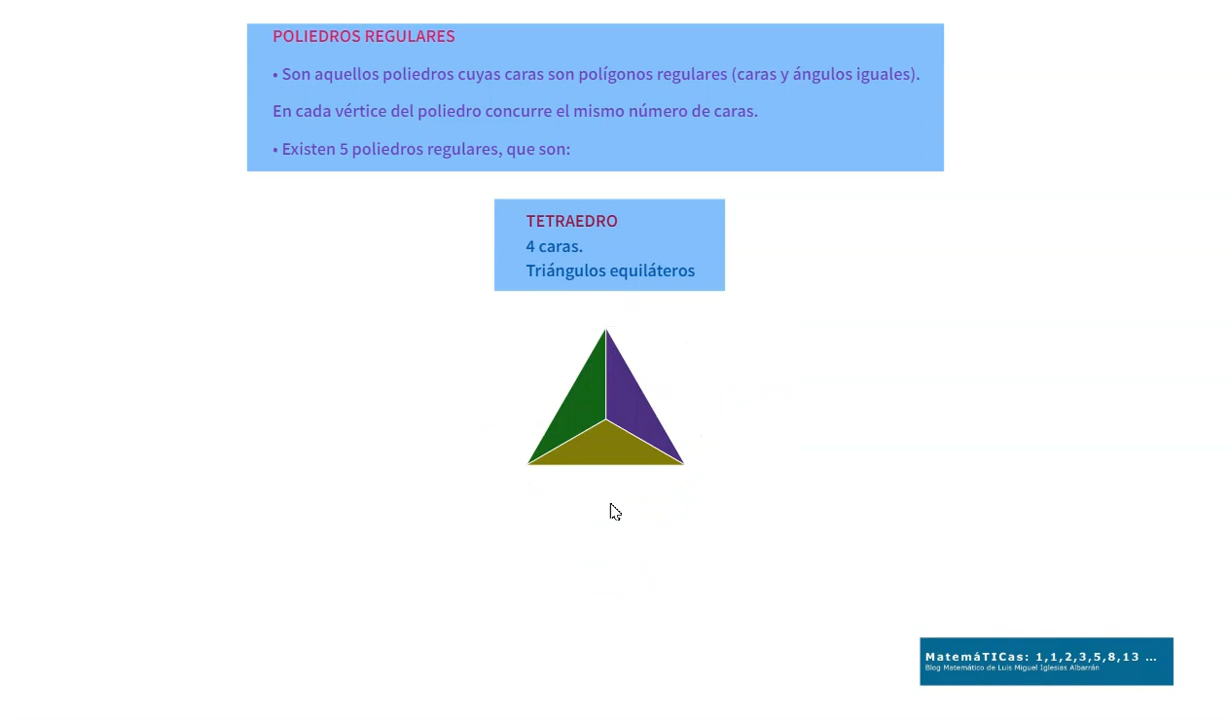 POLIEDROS REGULARES
• Son aquellos poliedros cuyas caras son polígonos regulares (caras y ángulos iguales).
En cada vértice del poliedro concurre el mismo número de caras.
• Existen 5 poliedros regulares, que son:
TETRAEDRO
4 caras.
Triángulos equiláteros
MatemáTICas: 1,1,2,3,5,8,13 ...
Blog Matemático de Luis Miguel Iglesias Albarrán